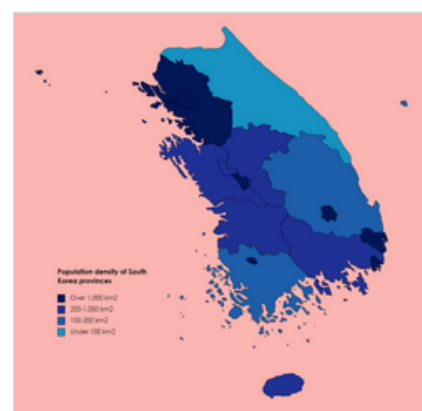 Population density of South
Korea provinces
Over 1,000 km2
200-1,000 km2
100-200 km2
Under 100 km2